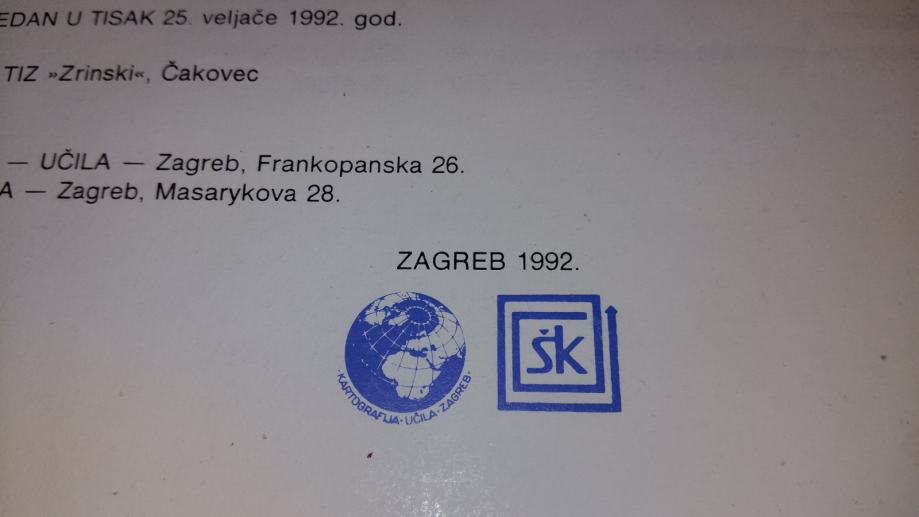 EDAN U TISAK 25. veljače 1992. god.
TIZ »Zrinski«, Čakovec
— UČILA — Zagreb, Frankopanska 26.
A — Zagreb, Masarykova 28.
ZAGREB 1992.
·KARTOGRAFIJA·UČILA·ZAGREB·
ŠK